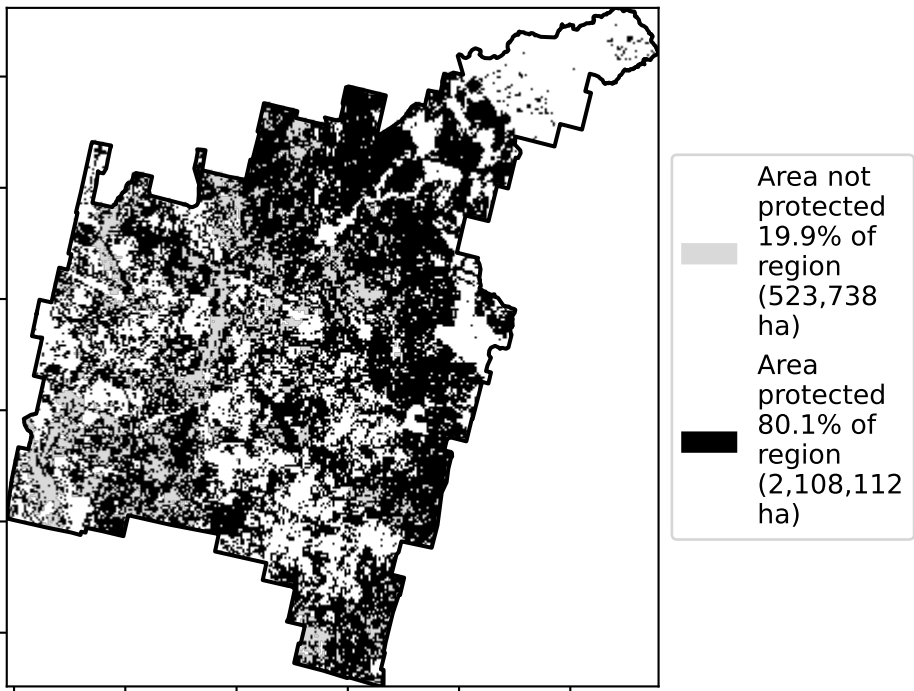 Area not
protected
19.9% of
region
(523,738
ha)
Area
protected
80.1% of
region
(2,108,112
ha)